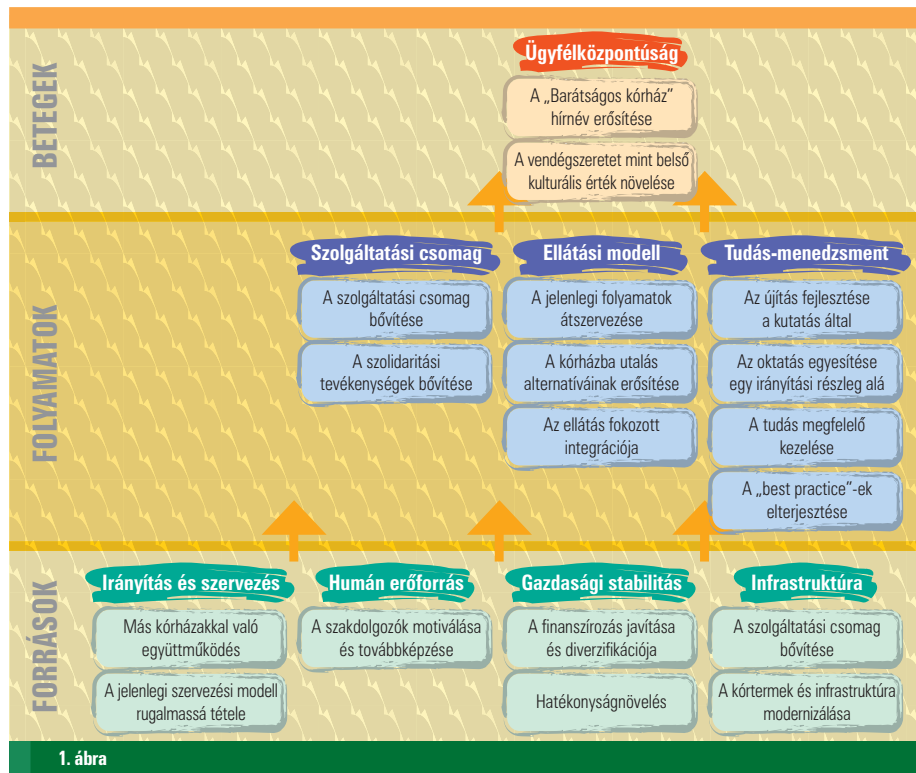 BETEGEK
Ügyfélközpontúság
A „Barátságos kórház”
hírnév erősítése
A vendégszeretet mint belső
kulturális érték növelése
FOLYAMATOK
Szolgáltatási csomag
A szolgáltatási csomag
bővítése
A szolidaritási
tevékenységek bővítése
Ellátási modell
A jelenlegi folyamatok
átszervezése
A kórházba utalás
alternatíváinak erősítése
Az ellátás fokozott
integrációja
Tudás-menedzsment
Az újítás fejlesztése
a kutatás által
Az oktatás egyesítése
egy irányítási részleg alá
A tudás megfelelő
kezelése
A „best practice”-ek
elterjesztése
FORRÁSOK
Irányítás és szervezés
Más kórházakkal való
együttműködés
A jelenlegi szervezési modell
rugalmassá tétele
Humán erőforrás
A szakdolgozók motiválása
és továbbképzése
Gazdasági stabilitás
A finanszírozás javítása
és diverzifikációja
Hatékonyságnövelés
Infrastruktúra
A szolgáltatási csomag
bővítése
A kórtermek és infrastruktúra
modernizálása
1. ábra